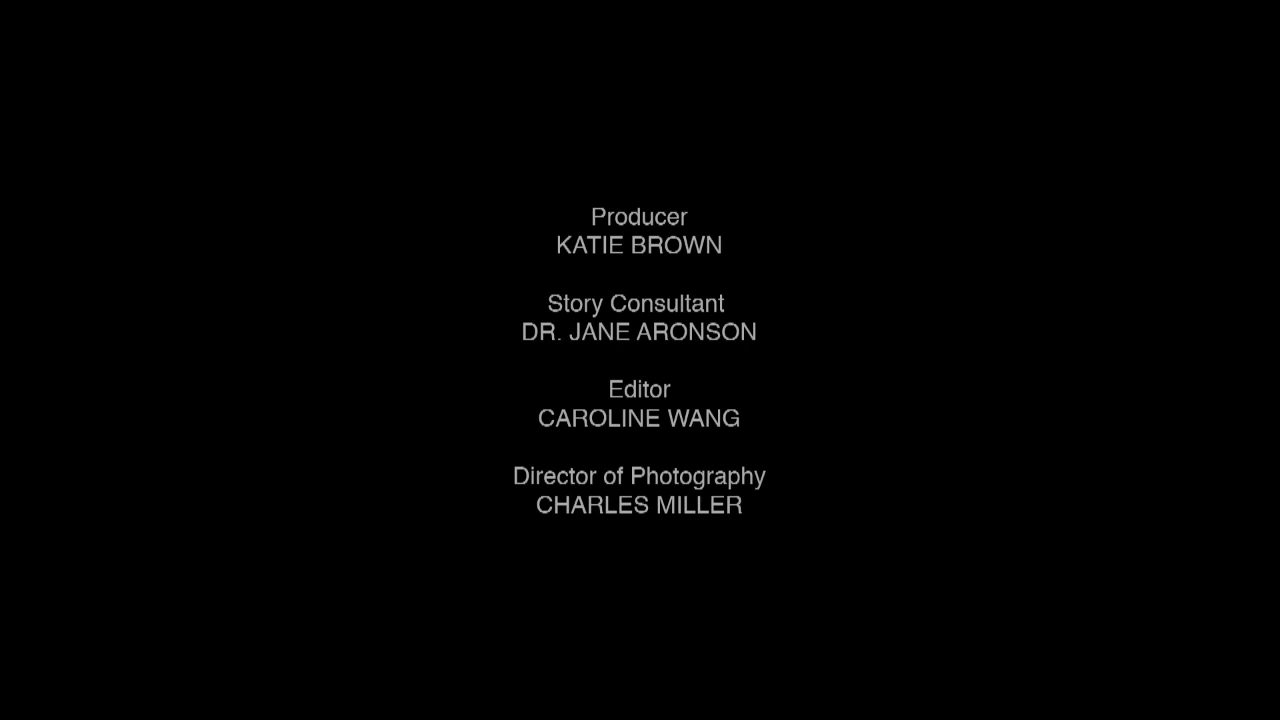 Producer
KATIE BROWN
Story Consultant
DR. JANE ARONSON
Editor
CAROLINE WANG
Director of Photography
CHARLES MILLER